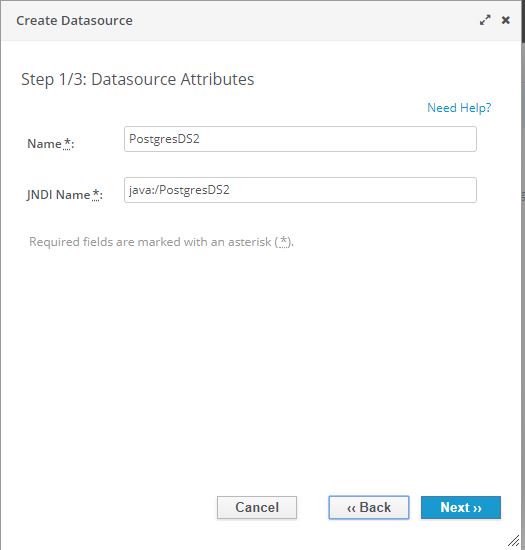 Create Datasource
Step 1/3: Datasource Attributes
Need Help?
Name *: PostgresDS2
JNDI Name *: java:/PostgresDS2
Required fields are marked with an asterisk ( * ).
Cancel ‹‹ Back Next ››